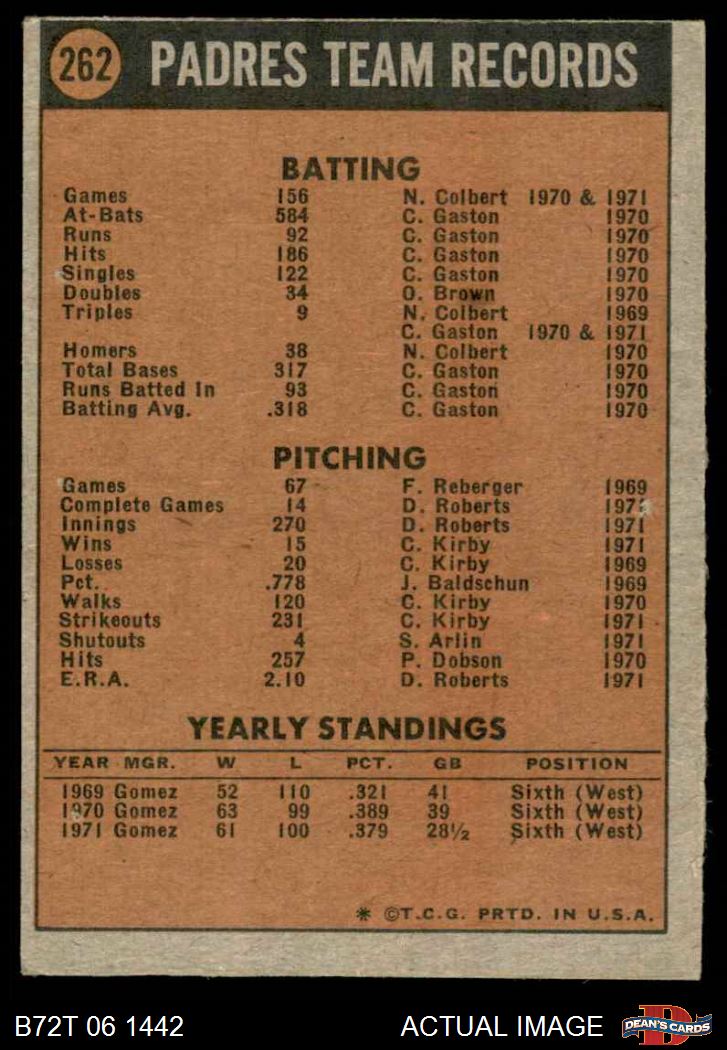 262 PADRES TEAM RECORDS
BATTING
Games 156 N. Colbert 1970 & 1971
At-Bats 584 C. Gaston 1970
Runs 92 C. Gaston 1970
Hits 186 C. Gaston 1970
Singles 122 C. Gaston 1970
Doubles 34 O. Brown 1970
Triples 9 N. Colbert 1969
C. Gaston 1970 & 1971
Homers 38 N. Colbert 1970
Total Bases 317 C. Gaston 1970
Runs Batted In 93 C. Gaston 1970
Batting Avg. .318 C. Gaston 1970
PITCHING
Games 67 F. Reberger 1969
Complete Games 14 D. Roberts 1971
Innings 270 D. Roberts 1971
Wins 15 C. Kirby 1971
Losses 20 C. Kirby 1969
Pct. .778 J. Baldschun 1969
Walks 120 C. Kirby 1970
Strikeouts 231 C. Kirby 1971
Shutouts 4 S. Arlin 1971
Hits 257 P. Dobson 1970
E.R.A. 2.10 D. Roberts 1971
YEARLY STANDINGS
YEAR MGR. W L PCT. GB POSITION
1969 Gomez 52 110 .321 41 Sixth (West)
1970 Gomez 63 99 .389 39 Sixth (West)
1971 Gomez 61 100 .379 28½ Sixth (West)
* ©T.C.G. PRTD. IN U.S.A.
B72T 06 1442 ACTUAL IMAGE D DEAN'S CARDS